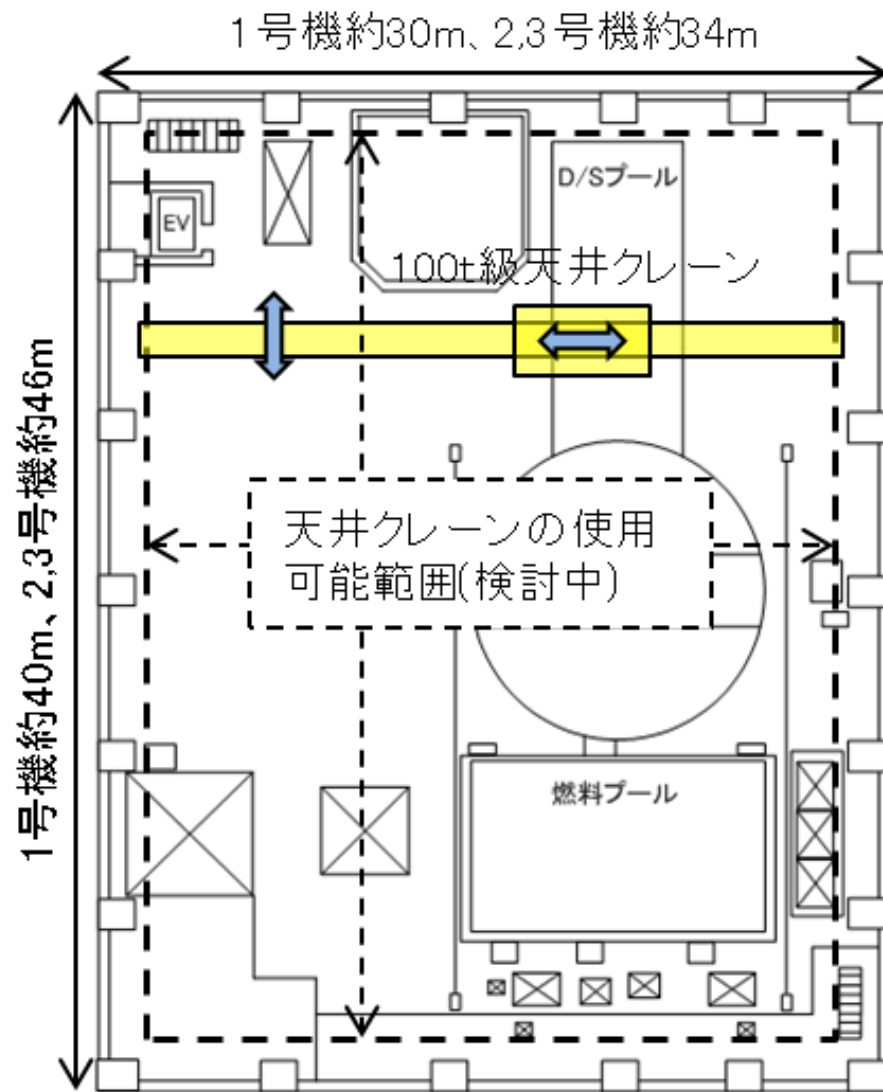 1号機約30m、2,3号機約34m
D/Sプール
EV
100t級天井クレーン
1号機約40m、2,3号機約46m
天井クレーンの使用
可能範囲(検討中)
燃料プール